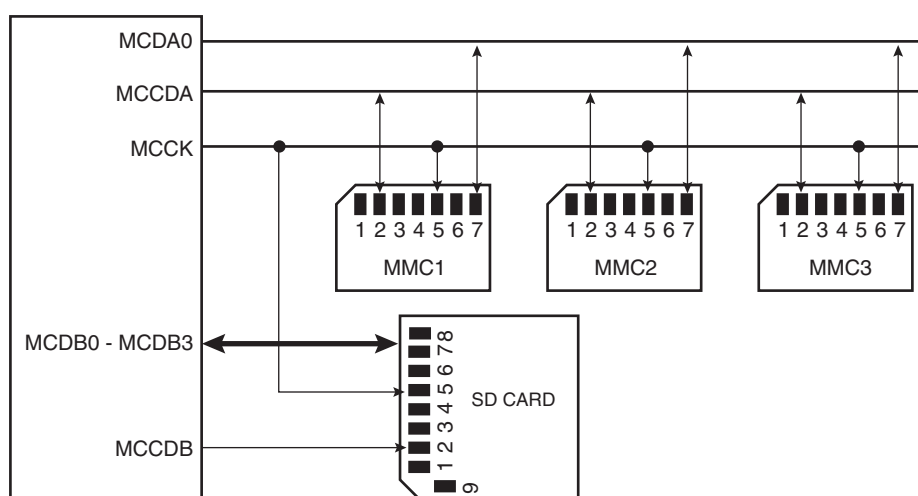 MCDA0
MCCDA
MCCK
1 2 3 4 5 6 7
MMC1
1 2 3 4 5 6 7
MMC2
1 2 3 4 5 6 7
MMC3
MCDB0 - MCDB3
MCCDB
1 2 3 4 5 6 7 8
9
SD CARD